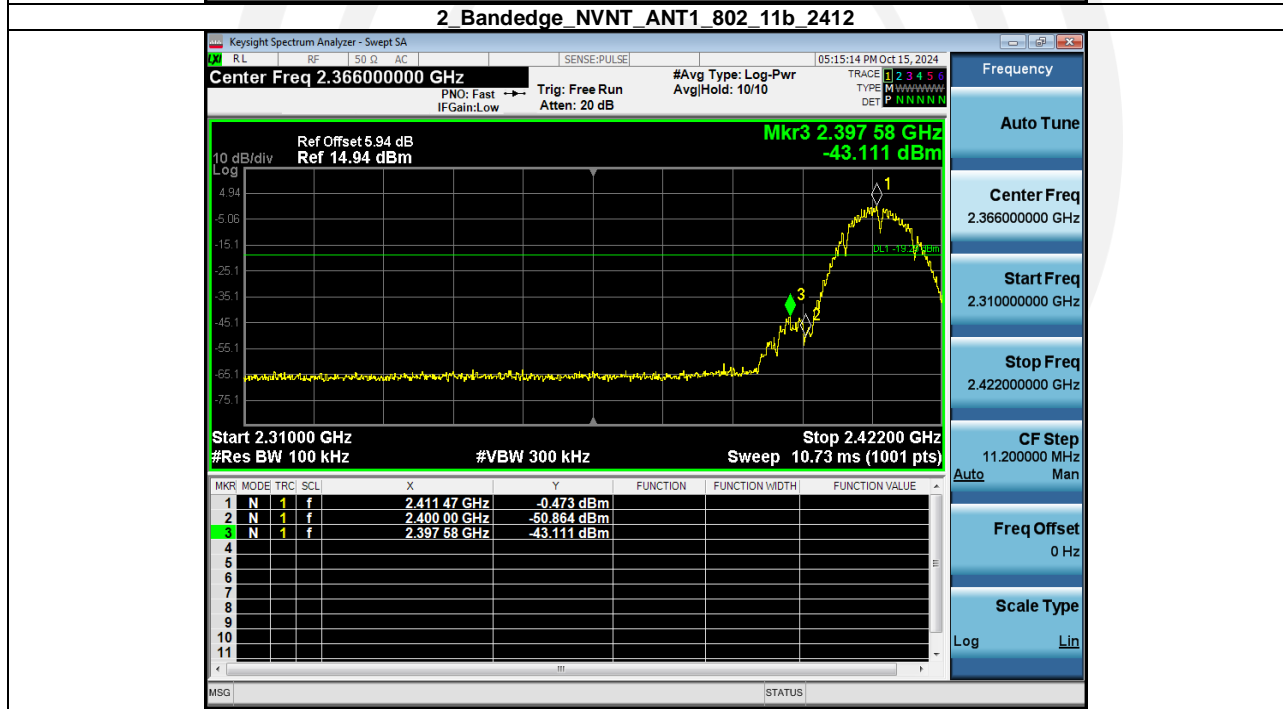 2_Bandedge_NVNT_ANT1_802_11b_2412
Keysight Spectrum Analyzer - Swept SA
LXI RL RF 50 Ω AC SENSE:PULSE 05:15:14 PM Oct 15, 2024
Center Freq 2.366000000 GHz #Avg Type: Log-Pwr TRACE 1 2 3 4 5 6
PNO: Fast Trig: Free Run Avg|Hold: 10/10 TYPE M WWWWW
IFGain:Low Atten: 20 dB DET P N N N N N
Mkr3 2.397 58 GHz
-43.111 dBm
Ref Offset 5.94 dB
10 dB/div Ref 14.94 dBm
Log
4.94
-5.06
-15.1
-25.1
-35.1
-45.1
-55.1
-65.1
-75.1
1
2
3
Start 2.31000 GHz Stop 2.42200 GHz
#Res BW 100 kHz #VBW 300 kHz Sweep 10.73 ms (1001 pts)
MKR MODE TRC SCL X Y FUNCTION FUNCTION WIDTH FUNCTION VALUE
1 N 1 f 2.411 47 GHz -0.473 dBm
2 N 1 f 2.400 00 GHz -50.864 dBm
3 N 1 f 2.397 58 GHz -43.111 dBm
4
5
6
7
8
9
10
11
MSG STATUS
Frequency
Auto Tune
Center Freq
2.366000000 GHz
Start Freq
2.310000000 GHz
Stop Freq
2.422000000 GHz
CF Step
11.200000 MHz
Auto Man
Freq Offset
0 Hz
Scale Type
Log Lin